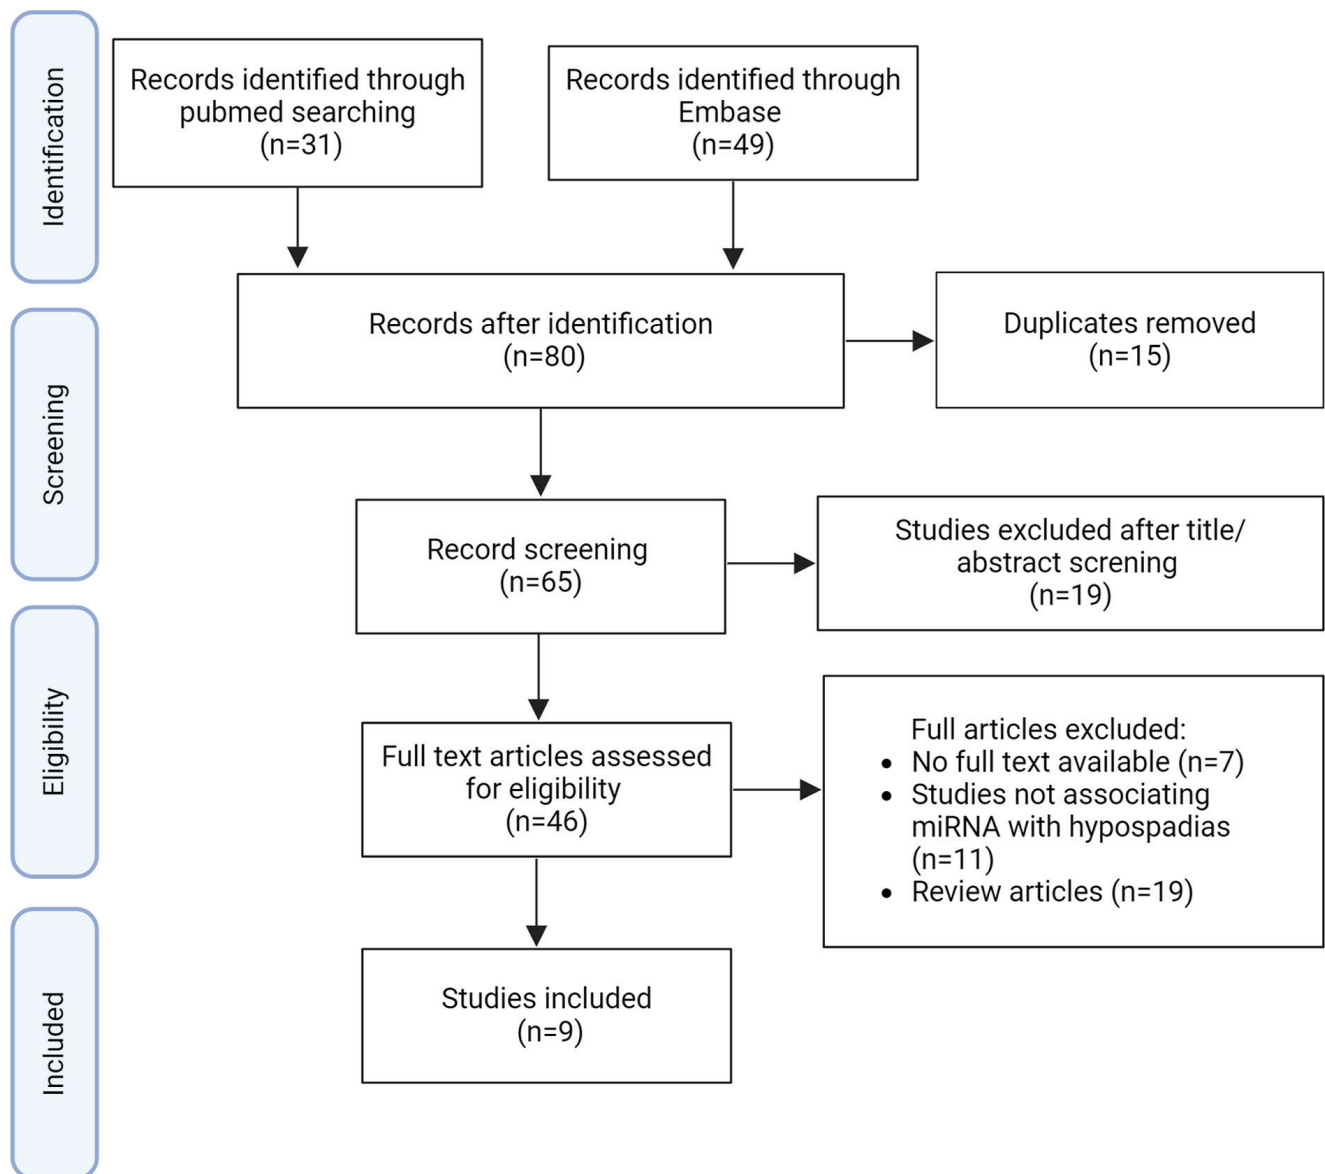 Identification
Records identified through
pubmed searching
(n=31)
Records identified through
Embase
(n=49)
Records after identification
(n=80)
Duplicates removed
(n=15)
Screening
Record screening
(n=65)
Studies excluded after title/
abstract screning
(n=19)
Eligibility
Full text articles assessed
for eligibility
(n=46)
Full articles excluded:
• No full text available (n=7)
• Studies not associating
miRNA with hypospadias
(n=11)
• Review articles (n=19)
Included
Studies included
(n=9)